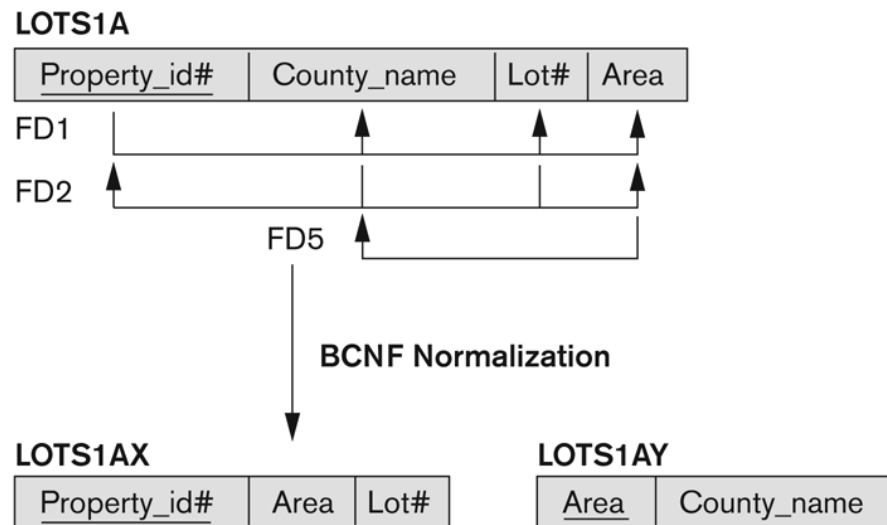 LOTS1A
Property_id# County_name Lot# Area
FD1
FD2
FD5
BCNF Normalization
LOTS1AX LOTS1AY
Property_id# Area Lot# Area County_name